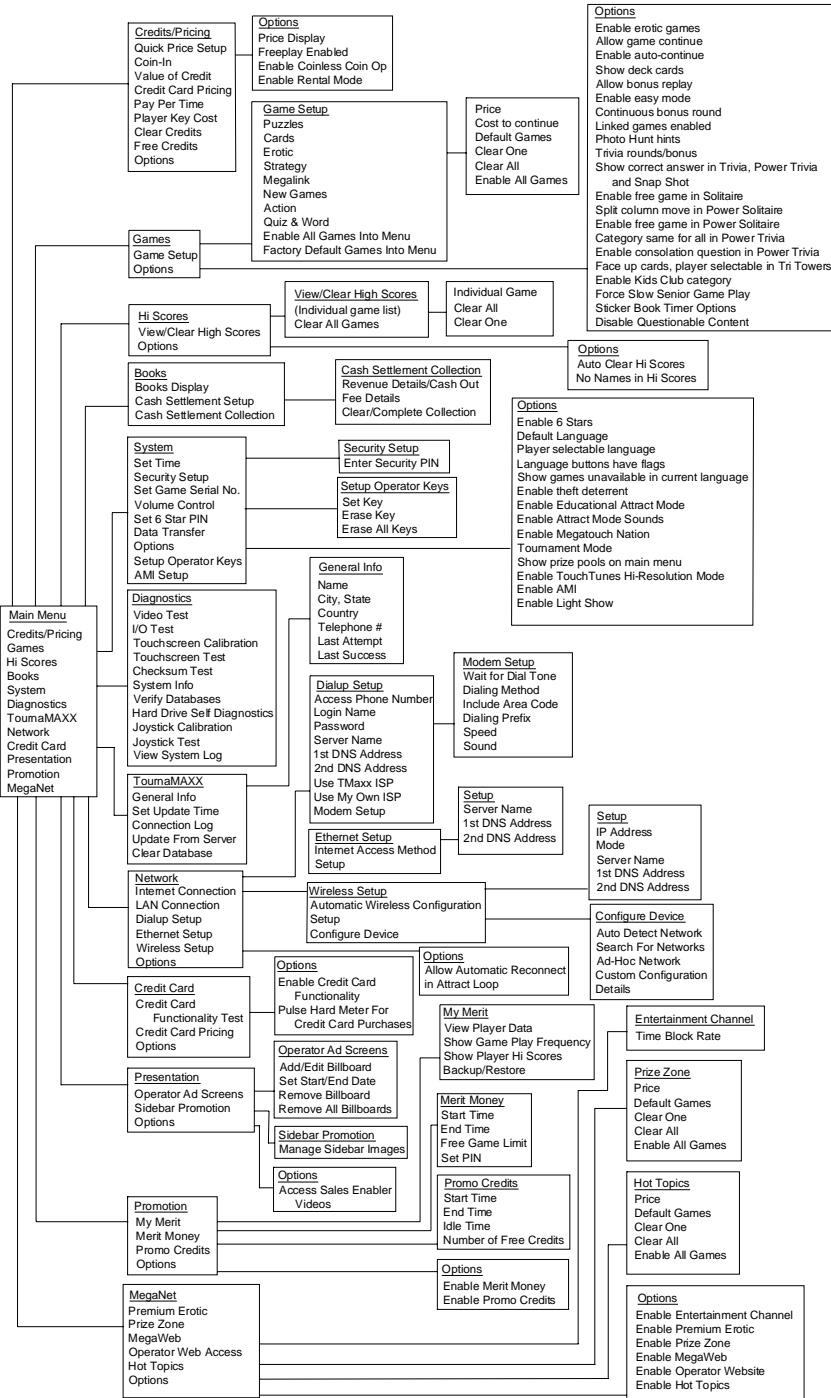 Main Menu
Credits/Pricing
Games
Hi Scores
Books
System
Diagnostics
TournaMAXX
Network
Credit Card
Presentation
Promotion
MegaNet
Credits/Pricing
Quick Price Setup
Coin-In
Value of Credit
Credit Card Pricing
Pay Per Time
Player Key Cost
Clear Credits
Free Credits
Options
Options
Price Display
Freeplay Enabled
Enable Coinless Coin Op
Enable Rental Mode
Games
Game Setup
Options
Game Setup
Puzzles
Cards
Erotic
Strategy
Megalink
New Games
Action
Quiz & Word
Enable All Games Into Menu
Factory Default Games Into Menu
Price
Cost to continue
Default Games
Clear One
Clear All
Enable All Games
Options
Enable erotic games
Allow game continue
Enable auto-continue
Show deck cards
Allow bonus replay
Enable easy mode
Continuous bonus round
Linked games enabled
Photo Hunt hints
Trivia rounds/bonus
Show correct answer in Trivia, Power Trivia
and Snap Shot
Enable free game in Solitaire
Split column move in Power Solitaire
Enable free game in Power Solitaire
Category same for all in Power Trivia
Enable consolation question in Power Trivia
Face up cards, player selectable in Tri Towers
Enable Kids Club category
Force Slow Senior Game Play
Sticker Book Timer Options
Disable Questionable Content
Hi Scores
View/Clear High Scores
Options
View/Clear High Scores
(Individual game list)
Clear All Games
Individual Game
Clear All
Clear One
Options
Auto Clear Hi Scores
No Names in Hi Scores
Books
Books Display
Cash Settlement Setup
Cash Settlement Collection
Cash Settlement Collection
Revenue Details/Cash Out
Fee Details
Clear/Complete Collection
System
Set Time
Security Setup
Set Game Serial No.
Volume Control
Set 6 Star PIN
Data Transfer
Options
Setup Operator Keys
AMI Setup
Security Setup
Enter Security PIN
Setup Operator Keys
Set Key
Erase Key
Erase All Keys
Options
Enable 6 Stars
Default Language
Player selectable language
Language buttons have flags
Show games unavailable in current language
Enable theft deterrent
Enable Educational Attract Mode
Enable Attract Mode Sounds
Enable Megatouch Nation
Tournament Mode
Show prize pools on main menu
Enable TouchTunes Hi-Resolution Mode
Enable AMI
Enable Light Show
Diagnostics
Video Test
I/O Test
Touchscreen Calibration
Touchscreen Test
Checksum Test
System Info
Verify Databases
Hard Drive Self Diagnostics
Joystick Calibration
Joystick Test
View System Log
TournaMAXX
General Info
Set Update Time
Connection Log
Update From Server
Clear Database
General Info
Name
City, State
Country
Telephone #
Last Attempt
Last Success
Network
Internet Connection
LAN Connection
Dialup Setup
Ethernet Setup
Wireless Setup
Options
Dialup Setup
Access Phone Number
Login Name
Password
Server Name
1st DNS Address
2nd DNS Address
Use TMaxx ISP
Use My Own ISP
Modem Setup
Modem Setup
Wait for Dial Tone
Dialing Method
Include Area Code
Dialing Prefix
Speed
Sound
Ethernet Setup
Internet Access Method
Setup
Setup
Server Name
1st DNS Address
2nd DNS Address
Wireless Setup
Automatic Wireless Configuration
Setup
Configure Device
Setup
IP Address
Mode
Server Name
1st DNS Address
2nd DNS Address
Configure Device
Auto Detect Network
Search For Networks
Ad-Hoc Network
Custom Configuration
Details
Options
Allow Automatic Reconnect
in Attract Loop
Credit Card
Credit Card
Functionality Test
Credit Card Pricing
Options
Options
Enable Credit Card
Functionality
Pulse Hard Meter For
Credit Card Purchases
Presentation
Operator Ad Screens
Sidebar Promotion
Options
Operator Ad Screens
Add/Edit Billboard
Set Start/End Date
Remove Billboard
Remove All Billboards
Sidebar Promotion
Manage Sidebar Images
Options
Access Sales Enabler
Videos
Promotion
My Merit
Merit Money
Promo Credits
Options
My Merit
View Player Data
Show Game Play Frequency
Show Player Hi Scores
Backup/Restore
Merit Money
Start Time
End Time
Free Game Limit
Set PIN
Promo Credits
Start Time
End Time
Idle Time
Number of Free Credits
Options
Enable Merit Money
Enable Promo Credits
MegaNet
Premium Erotic
Prize Zone
MegaWeb
Operator Web Access
Hot Topics
Options
Entertainment Channel
Time Block Rate
Prize Zone
Price
Default Games
Clear One
Clear All
Enable All Games
Hot Topics
Price
Default Games
Clear One
Clear All
Enable All Games
Options
Enable Entertainment Channel
Enable Premium Erotic
Enable Prize Zone
Enable MegaWeb
Enable Operator Website
Enable Hot Topics